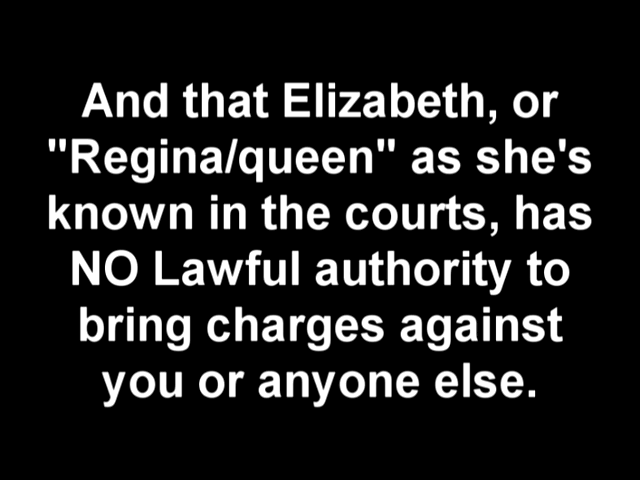 And that Elizabeth, or
"Regina/queen" as she's
known in the courts, has
NO Lawful authority to
bring charges against
you or anyone else.